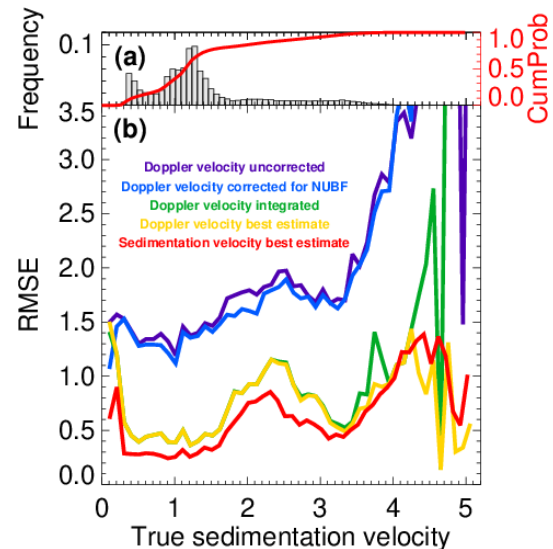 Frequency
0.1
(a)
1.0
0.5
0.0
CumProb
RMSE
3.5
3.0
2.5
2.0
1.5
1.0
0.5
0.0
(b)
Doppler velocity uncorrected
Doppler velocity corrected for NUBF
Doppler velocity integrated
Doppler velocity best estimate
Sedimentation velocity best estimate
0 1 2 3 4 5
True sedimentation velocity